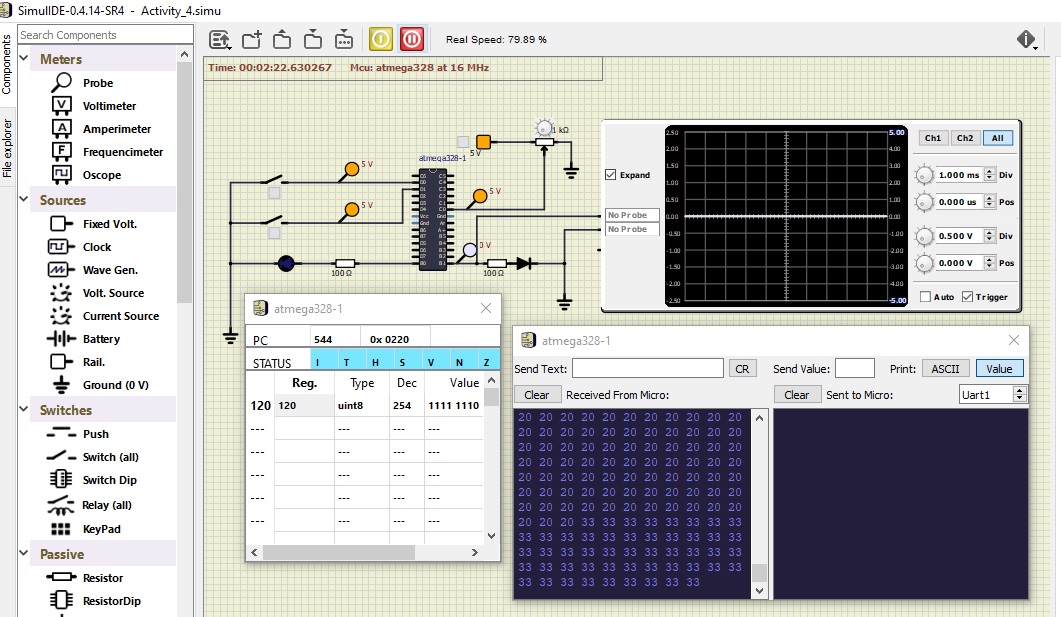 SimulIDE-0.4.14-SR4 - Activity_4.simu
Components
File explorer
Search Components
Meters
Probe
Voltimeter
Amperimeter
Frequencimeter
Oscope
Sources
Fixed Volt.
Clock
Wave Gen.
Volt. Source
Current Source
Battery
Rail.
Ground (0 V)
Switches
Push
Switch (all)
Switch Dip
Relay (all)
KeyPad
Passive
Resistor
ResistorDip
Real Speed: 79.89 %
Time: 00:02:22.630267 Mcu: atmega328 at 16 MHz
1 kΩ
5 V
5 V
atmega328-1
5 V
5 V
0 V
100 Ω
100 Ω
Expand
No Probe
No Probe
2.50 5.00
2.00 4.00
1.50 3.00
1.00 2.00
0.50 1.00
0.00 0.00
-0.50 -1.00
-1.00 -2.00
-1.50 -3.00
-2.00 -4.00
-2.50 -5.00
Ch1 Ch2 All
1.000 ms Div
0.000 us Pos
0.500 V Div
0.000 V Pos
Auto Trigger
atmega328-1
PC 544 0x 0220
STATUS I T H S V N Z
Reg. Type Dec Value
120 120 uint8 254 1111 1110
--- --- --- ---
--- --- --- ---
--- --- --- ---
--- --- --- ---
--- --- --- ---
atmega328-1
Send Text: CR Send Value: Print: ASCII Value
Clear Received From Micro: Clear Sent to Micro: Uart1
20 20 20 20 20 20 20 20 20 20 20
20 20 20 20 20 20 20 20 20 20 20
20 20 20 20 20 20 20 20 20 20 20
20 20 20 20 20 20 20 20 20 20 20
20 20 20 20 20 20 20 20 20 20 20
20 20 20 20 20 20 20 20 20 20 20
20 20 20 20 20 20 20 20 20 20 20
20 20 20 33 33 33 33 33 33 33 33
33 33 33 33 33 33 33 33 33 33 33
33 33 33 33 33 33 33 33 33 33 33
33 33 33 33 33 33 33 33 33 33 33
33 33 33 33 33 33 33 33 33